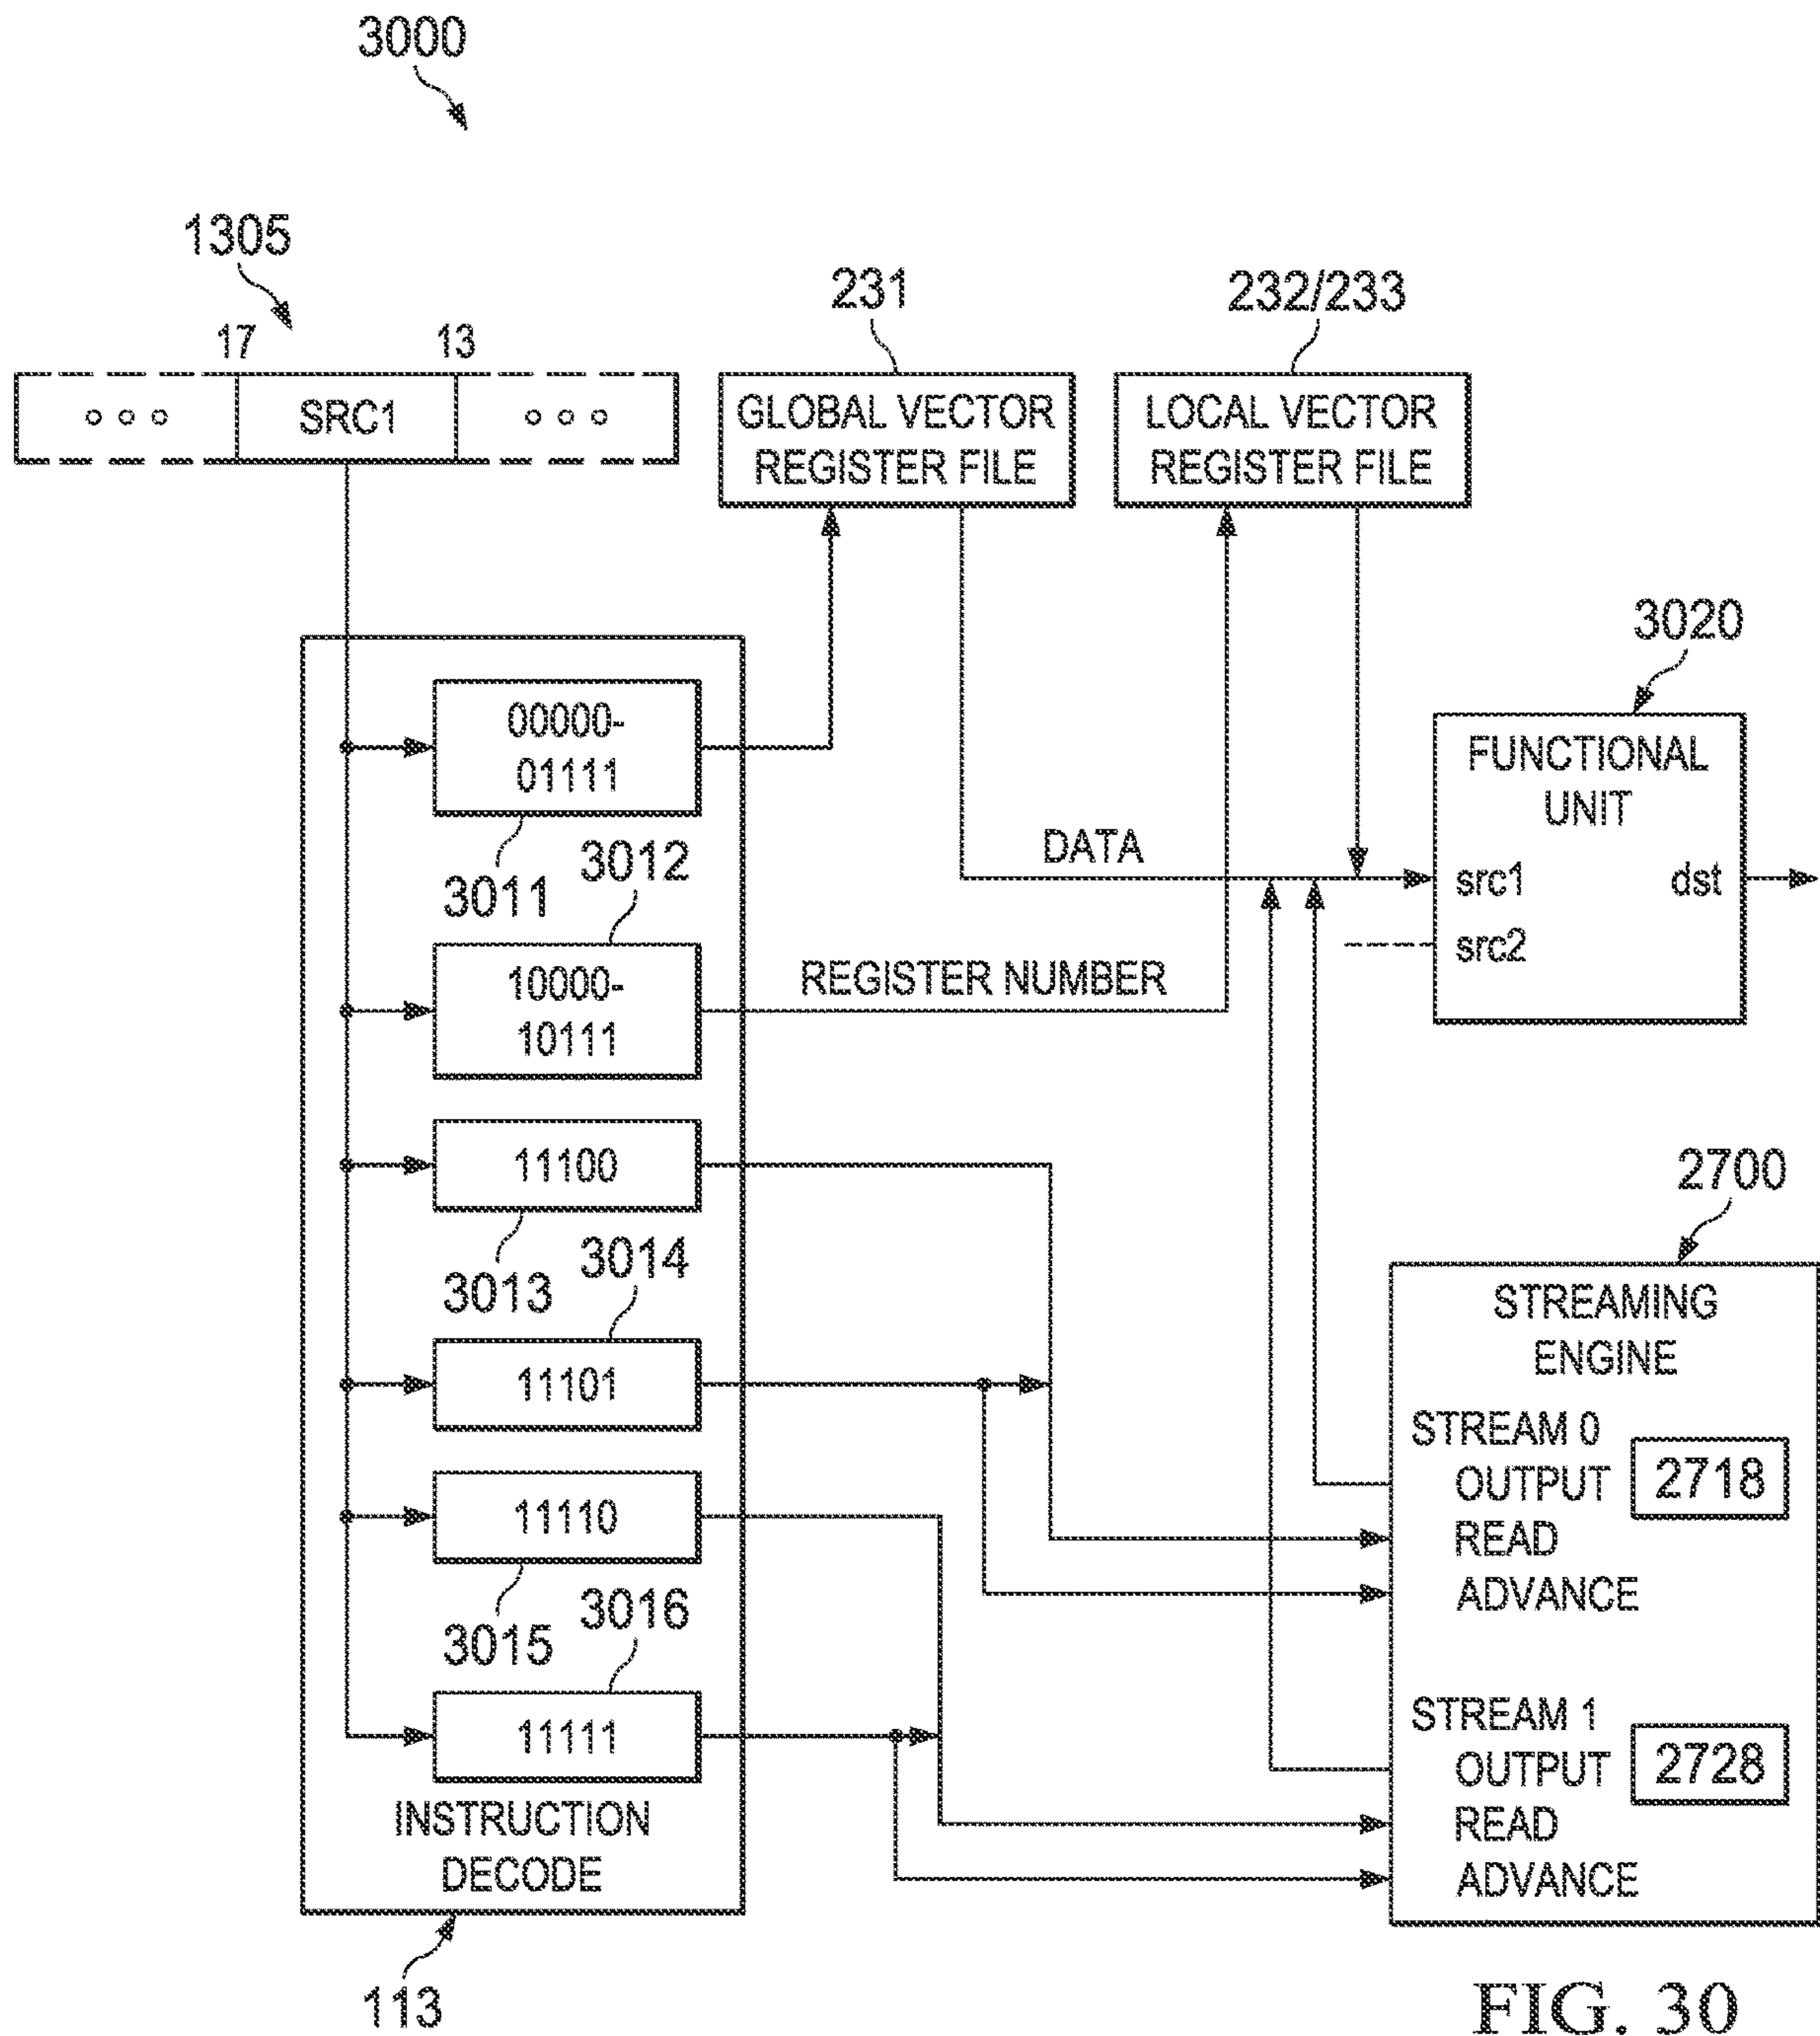 3000
1305
231
232/233
17
13
o o o
SRC1
o o o
GLOBAL VECTOR
REGISTER FILE
LOCAL VECTOR
REGISTER FILE
3020
00000-
01111
FUNCTIONAL
UNIT
DATA
3012
3011
src1
dst
src2
10000-
10111
REGISTER NUMBER
11100
2700
3014
3013
STREAMING
ENGINE
11101
STREAM 0
OUTPUT
2718
READ
ADVANCE
11110
3016
3015
11111
STREAM 1
OUTPUT
2728
READ
ADVANCE
INSTRUCTION
DECODE
113
FIG. 30